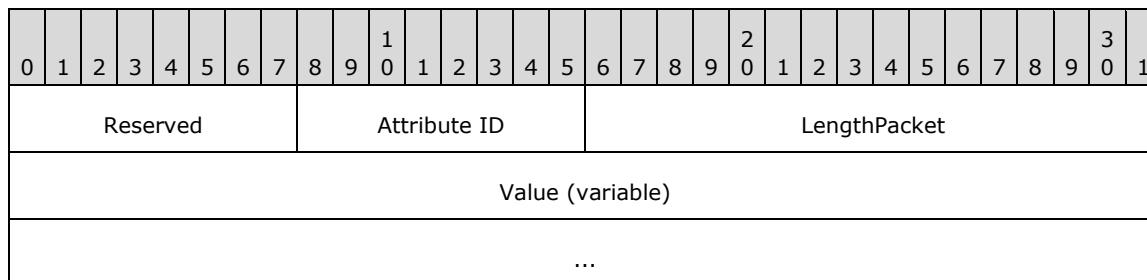 1 2 3
0 1 2 3 4 5 6 7 8 9 0 1 2 3 4 5 6 7 8 9 0 1 2 3 4 5 6 7 8 9 0 1
Reserved Attribute ID LengthPacket
Value (variable)
...